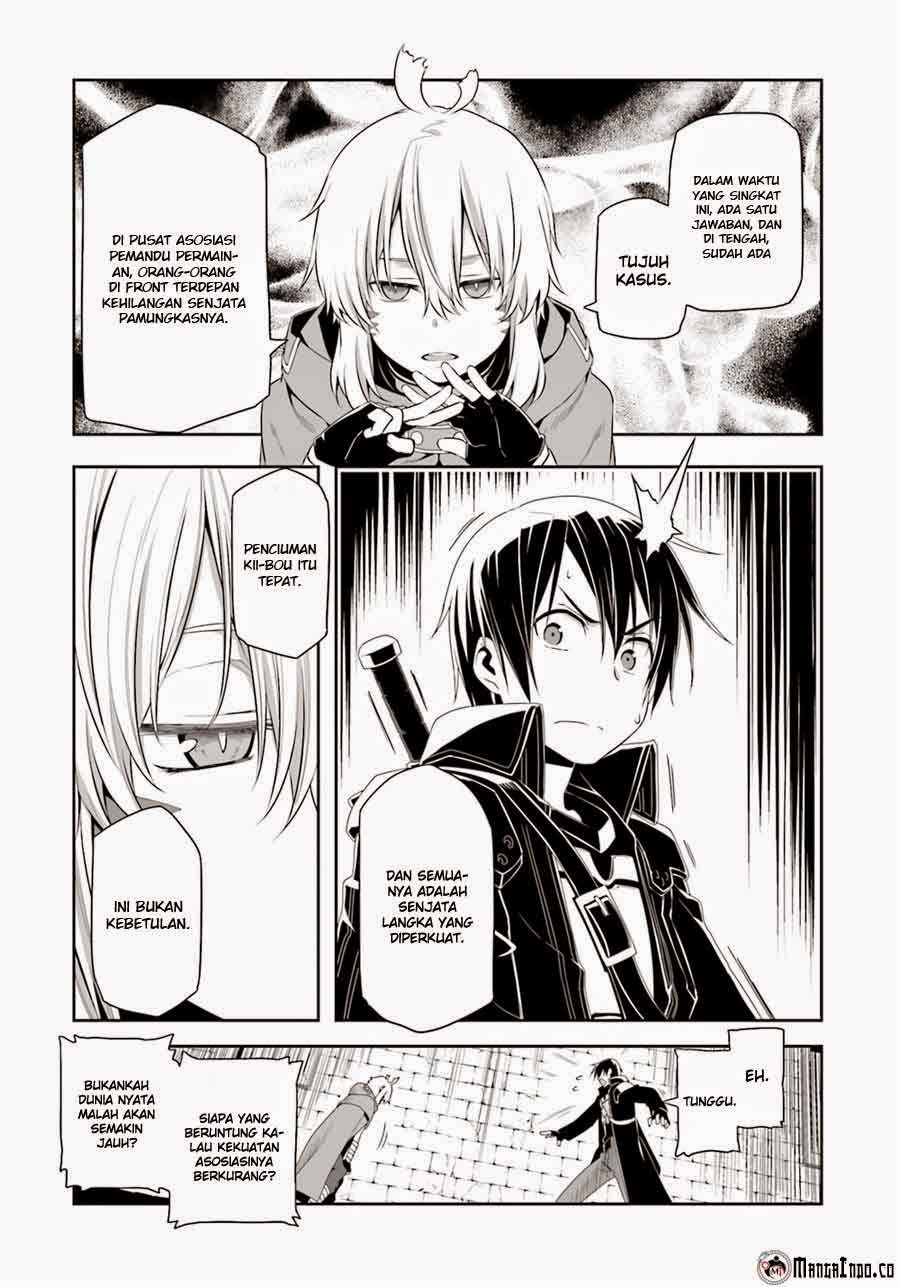 DALAM WAKTU
YANG SINGKAT
INI, ADA SATU
JAWABAN, DAN
DI TENGAH,
SUDAH ADA
TUJUH
KASUS.
DI PUSAT ASOSIASI
PEMANDU PERMAIN-
AN, ORANG-ORANG
DI FRONT TERDEPAN
KEHILANGAN SENJATA
PAMUNGKASNYA.
DAN SEMUA-
NYA ADALAH
SENJATA
LANGKA YANG
DIPERKUAT.
PENCIUMAN
KII-BOU ITU
TEPAT.
INI BUKAN
KEBETULAN.
EH.
TUNGGU.
SIAPA YANG
BERUNTUNG KA-
LAU KEKUATAN
ASOSIASINYA
BERKURANG?
BUKANKAH
DUNIA NYATA
MALAH AKAN
SEMAKIN
JAUH?
MANGAINDO.CO